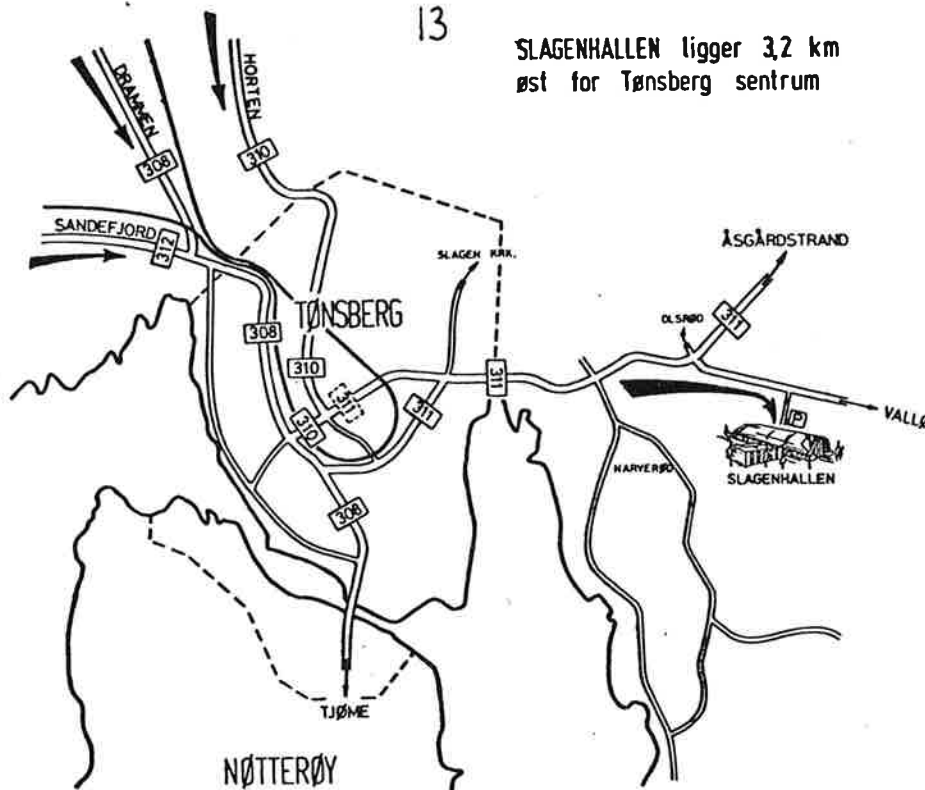 13
SLAGENHALLEN ligger 3,2 km
øst for Tønsberg sentrum
DRAMMEN
HORTEN
308
310
SANDEFJORD
312
SLAGEN KRK.
ÅSGÅRDSTRAND
TØNSBERG
308
OLSRØD
311
310
311
311
311
VALLØ
P
310
NARVERØD
SLAGENHALLEN
308
TJØME
NØTTERØY